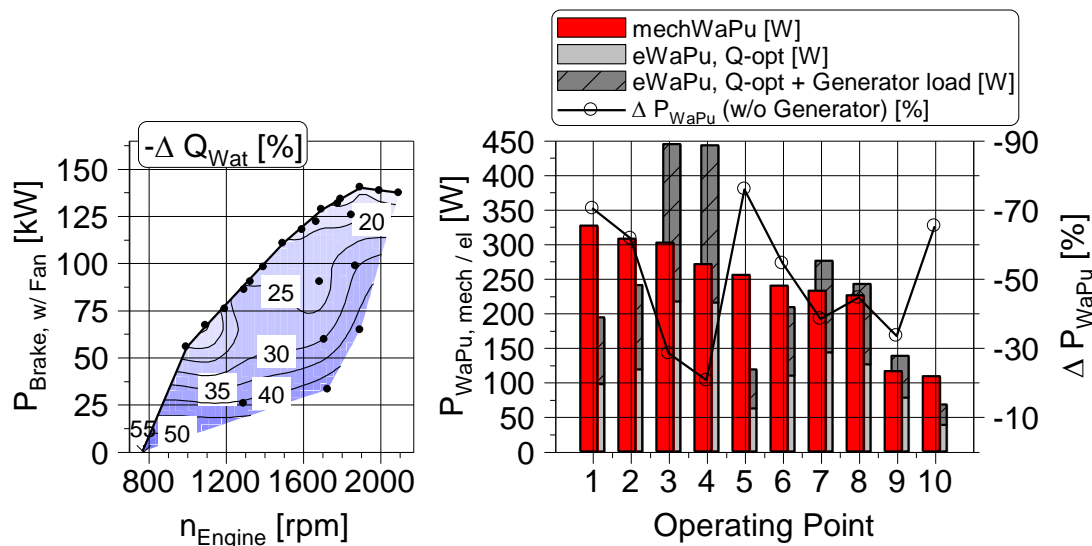 mechWaPu [W]
eWaPu, Q-opt [W]
eWaPu, Q-opt + Generator load [W]
Δ P_WaPu (w/o Generator) [%]
-Δ Q_Wat [%]
P_Brake, w/ Fan [kW]
150
125
100
75
50
25
0
20
25
30
35
40
50
55
800 1200 1600 2000
n_Engine [rpm]
P_WaPu, mech / el [W]
450
400
350
300
250
200
150
100
50
0
-90
-70
-50
-30
-10
Δ P_WaPu [%]
1 2 3 4 5 6 7 8 9 10
Operating Point